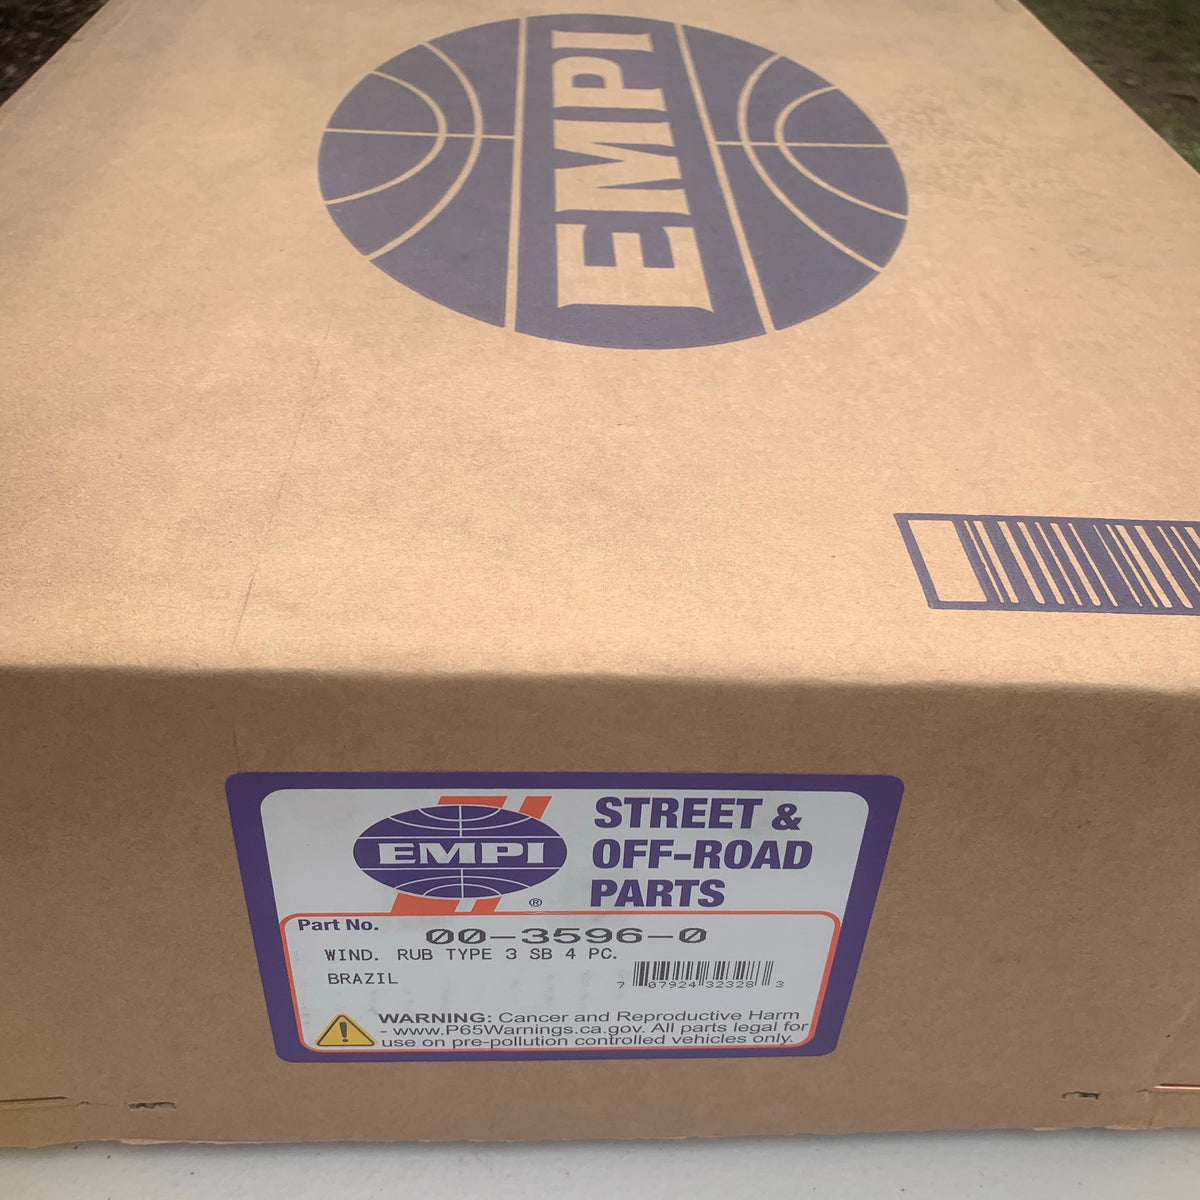 EMPI
EMPI
®
STREET &
OFF-ROAD
PARTS
Part No.
00-3596-0
WIND. RUB TYPE 3 SB 4 PC.
BRAZIL
7 07924 32328 3
WARNING: Cancer and Reproductive Harm
- www.P65Warnings.ca.gov. All parts legal for
use on pre-pollution controlled vehicles only.